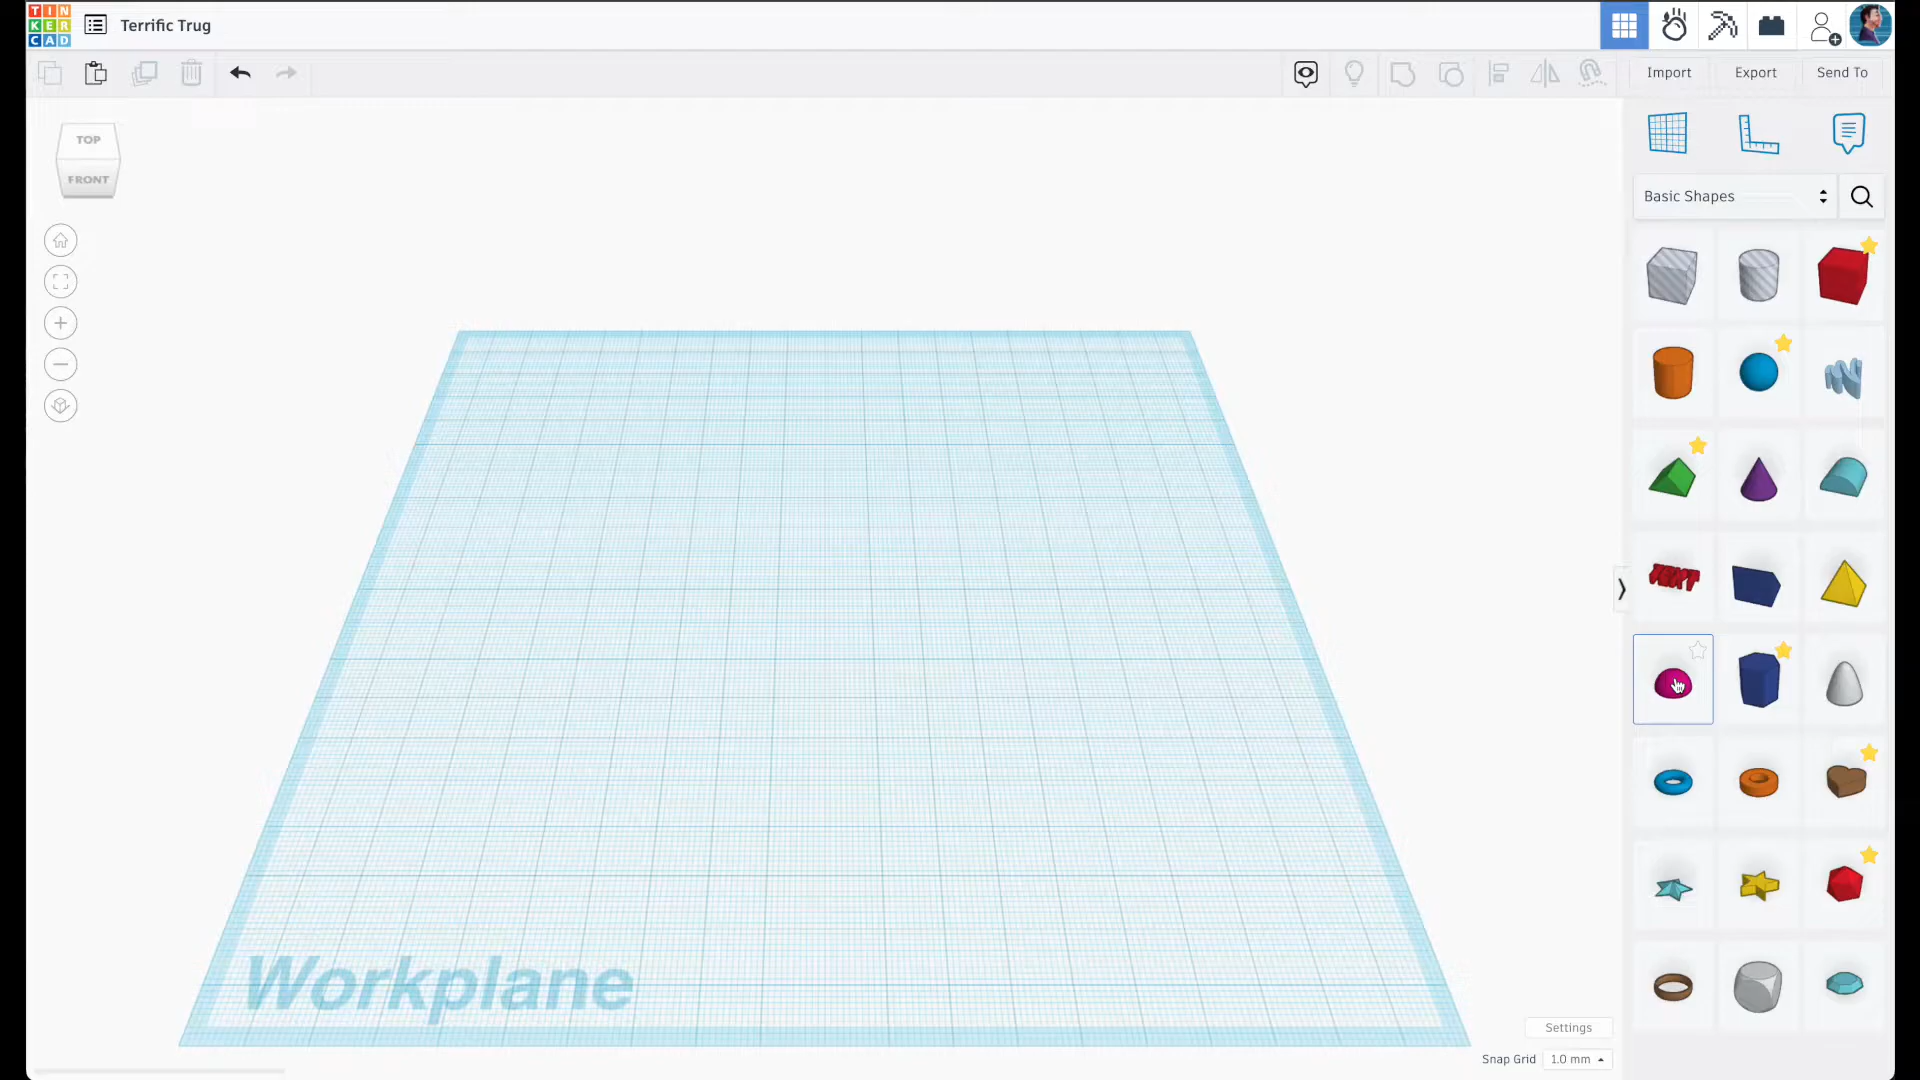 TIN
KER
CAD
Terrific Trug
Import
Export
Send To
TOP
FRONT
Basic Shapes
TEXT
Workplane
Settings
Snap Grid
1.0 mm